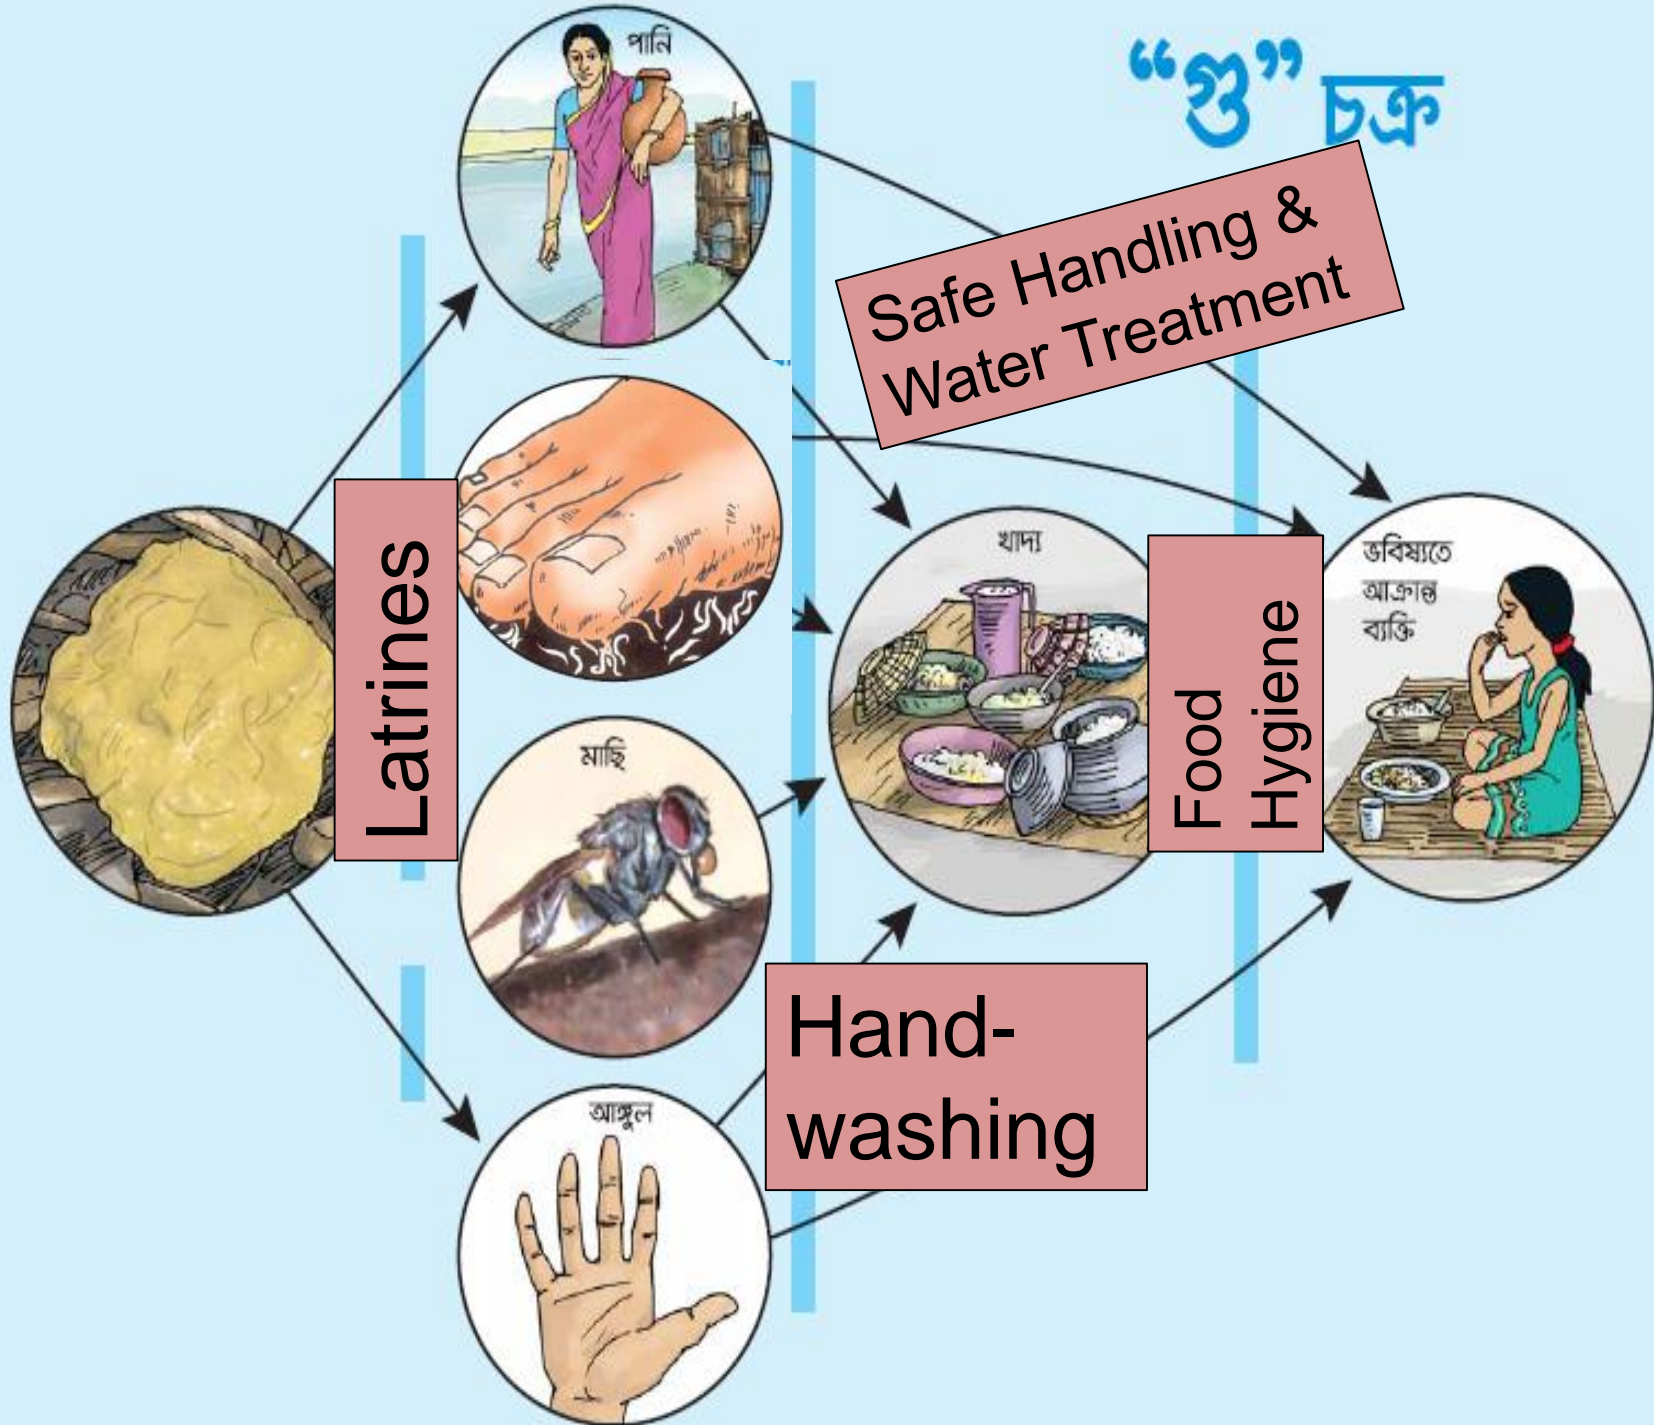 পানি
“গু” চক্র
Safe Handling &
Water Treatment
Latrines
খাদ্য
Food
Hygiene
ভবিষ্যতে
আক্রান্ত
ব্যক্তি
মাছি
Hand-
washing
আঙ্গুল